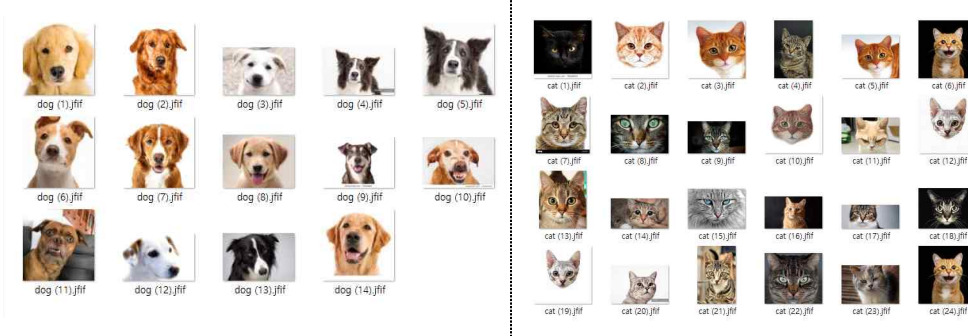 dog (1).jfif
dog (2).jfif
dog (3).jfif
dog (4).jfif
dog (5).jfif
dog (6).jfif
dog (7).jfif
dog (8).jfif
dog (9).jfif
dog (10).jfif
dog (11).jfif
dog (12).jfif
dog (13).jfif
dog (14).jfif
cat (1).jfif
cat (2).jfif
cat (3).jfif
cat (4).jfif
cat (5).jfif
cat (6).jfif
cat (7).jfif
cat (8).jfif
cat (9).jfif
cat (10).jfif
cat (11).jfif
cat (12).jfif
cat (13).jfif
cat (14).jfif
cat (15).jfif
cat (16).jfif
cat (17).jfif
cat (18).jfif
cat (19).jfif
cat (20).jfif
cat (21).jfif
cat (22).jfif
cat (23).jfif
cat (24).jfif